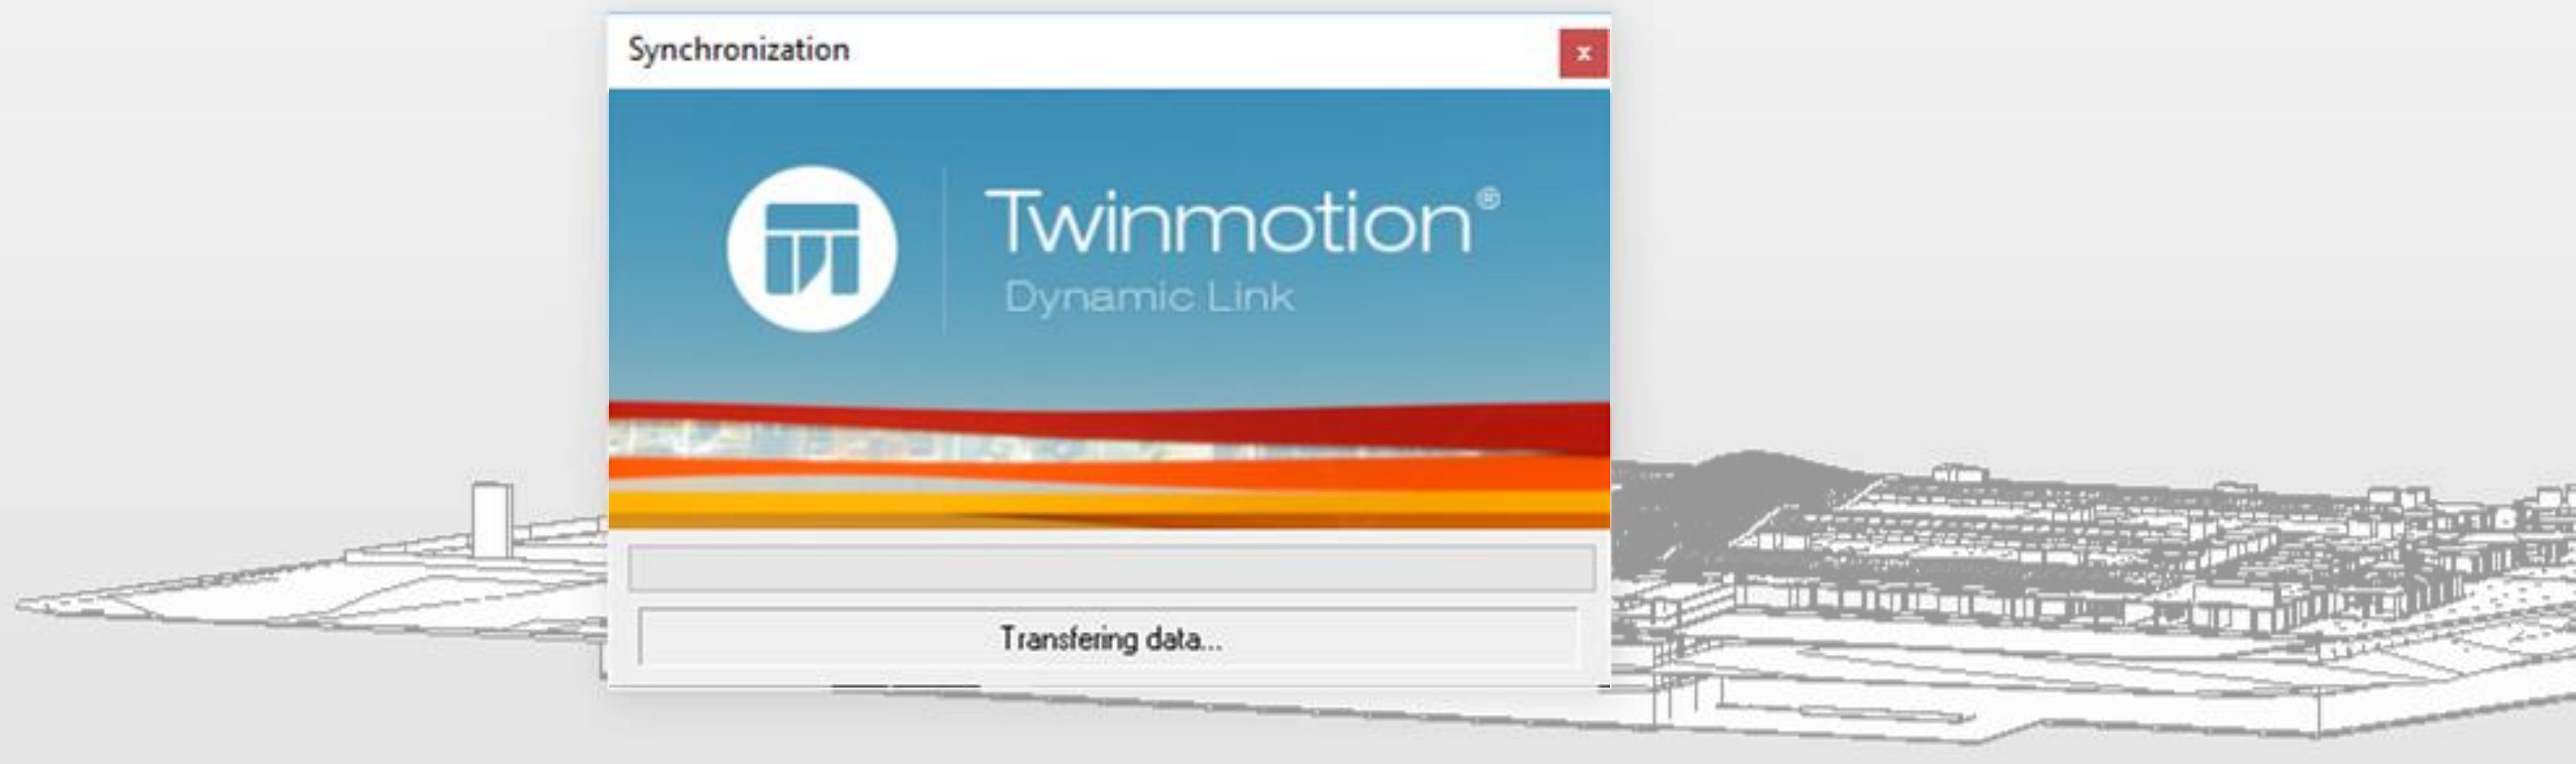 Synchronization
x
Twinmotion®
Dynamic Link
Transfering data...